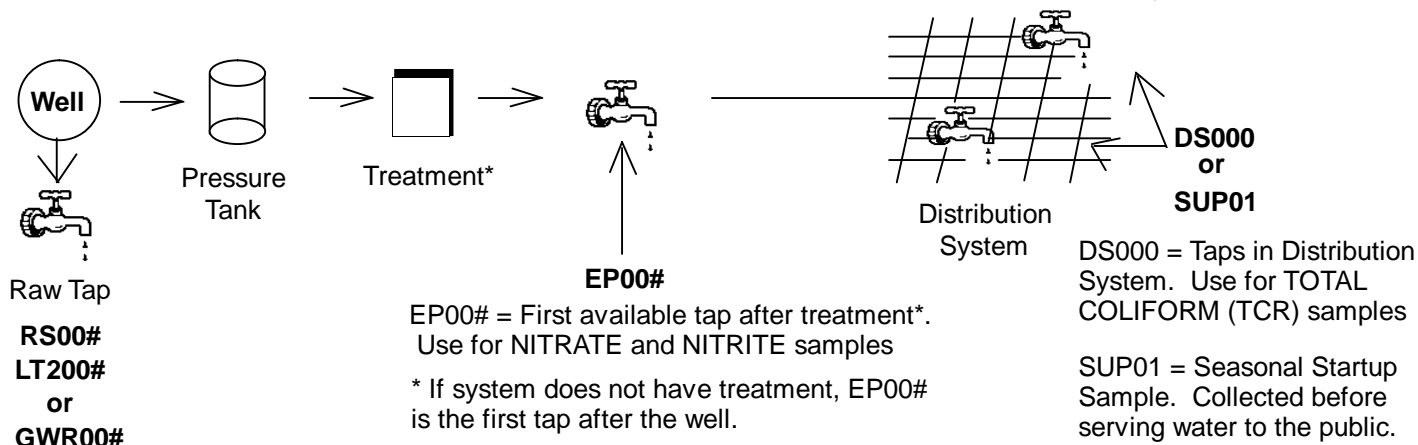 Well
Pressure
Tank
Treatment*
Raw Tap
RS00#
LT200#
or
GWR00#
EP00#
EP00# = First available tap after treatment*.
Use for NITRATE and NITRITE samples
* If system does not have treatment, EP00#
is the first tap after the well.
Distribution
System
DS000
or
SUP01
DS000 = Taps in Distribution
System. Use for TOTAL
COLIFORM (TCR) samples
SUP01 = Seasonal Startup
Sample. Collected before
serving water to the public.